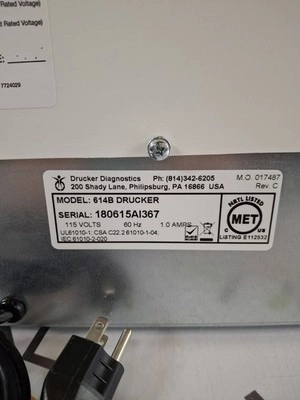 Rated Voltage)
t Rated Voltage)
E:
7724029
Drucker Diagnostics Ph: (814)342-6205 M.O. 017487
200 Shady Lane, Philipsburg, PA 16866 USA Rev. C
MODEL: 614B DRUCKER
SERIAL: 180615AI367
115 VOLTS 60 Hz 1.0 AMPS
UL61010-1; CSA C22.2 61010-1-04;
IEC 61010-2-020
NRTL LISTED
MET
C US
LISTING E112532